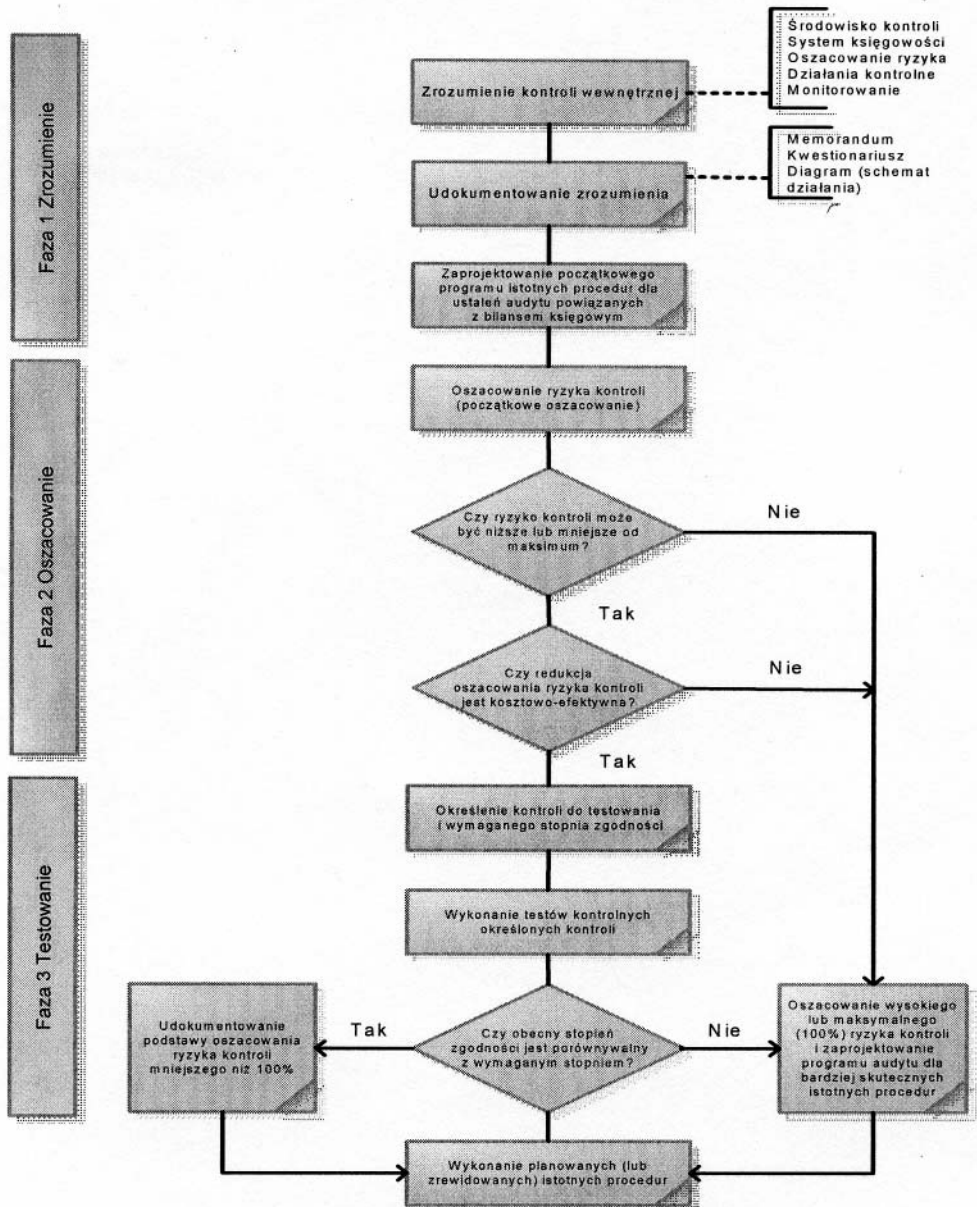 Środowisko kontroli
System księgowości
Oszacowanie ryzyka
Działania kontrolne
Monitorowanie
Faza 1 Zrozumienie
Zrozumienie kontroli wewnętrznej
Memorandum
Kwestionariusz
Diagram (schemat
działania)
Udokumentowanie zrozumienia
Zaprojektowanie początkowego
programu istotnych procedur dla
ustaleń audytu powiązanych
z bilansem księgowym
Faza 2 Oszacowanie
Oszacowanie ryzyka kontroli
(początkowe oszacowanie)
Czy ryzyko kontroli może
być niższe lub mniejsze od
maksimum?
Nie
Tak
Czy redukcja
oszacowania ryzyka kontroli
jest kosztowo-efektywna?
Nie
Tak
Faza 3 Testowanie
Określenie kontroli do testowania
i wymaganego stopnia zgodności
Wykonanie testów kontrolnych
określonych kontroli
Udokumentowanie
podstawy oszacowania
ryzyka kontroli
mniejszego niż 100%
Tak
Czy obecny stopień
zgodności jest porównywalny
z wymaganym stopniem?
Nie
Oszacowanie wysokiego
lub maksymalnego
(100%) ryzyka kontroli
i zaprojektowanie
programu audytu dla
bardziej skutecznych
istotnych procedur
Wykonanie planowanych (lub
zrewidowanych) istotnych procedur